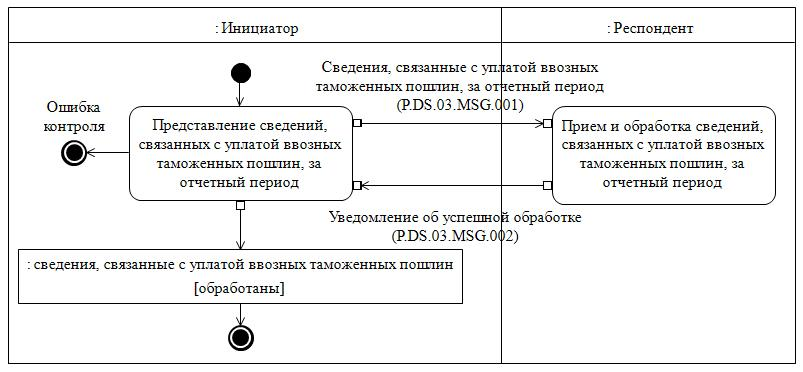 : Инициатор
: Респондент
Сведения, связанные с уплатой ввозных
таможенных пошлин, за отчетный период
(P.DS.03.MSG.001)
Ошибка
контроля
Представление сведений,
связанных с уплатой ввозных
таможенных пошлин, за
отчетный период
Прием и обработка сведений,
связанных с уплатой ввозных
таможенных пошлин, за
отчетный период
Уведомление об успешной обработке
(P.DS.03.MSG.002)
: сведения, связанные с уплатой ввозных таможенных пошлин
[обработаны]